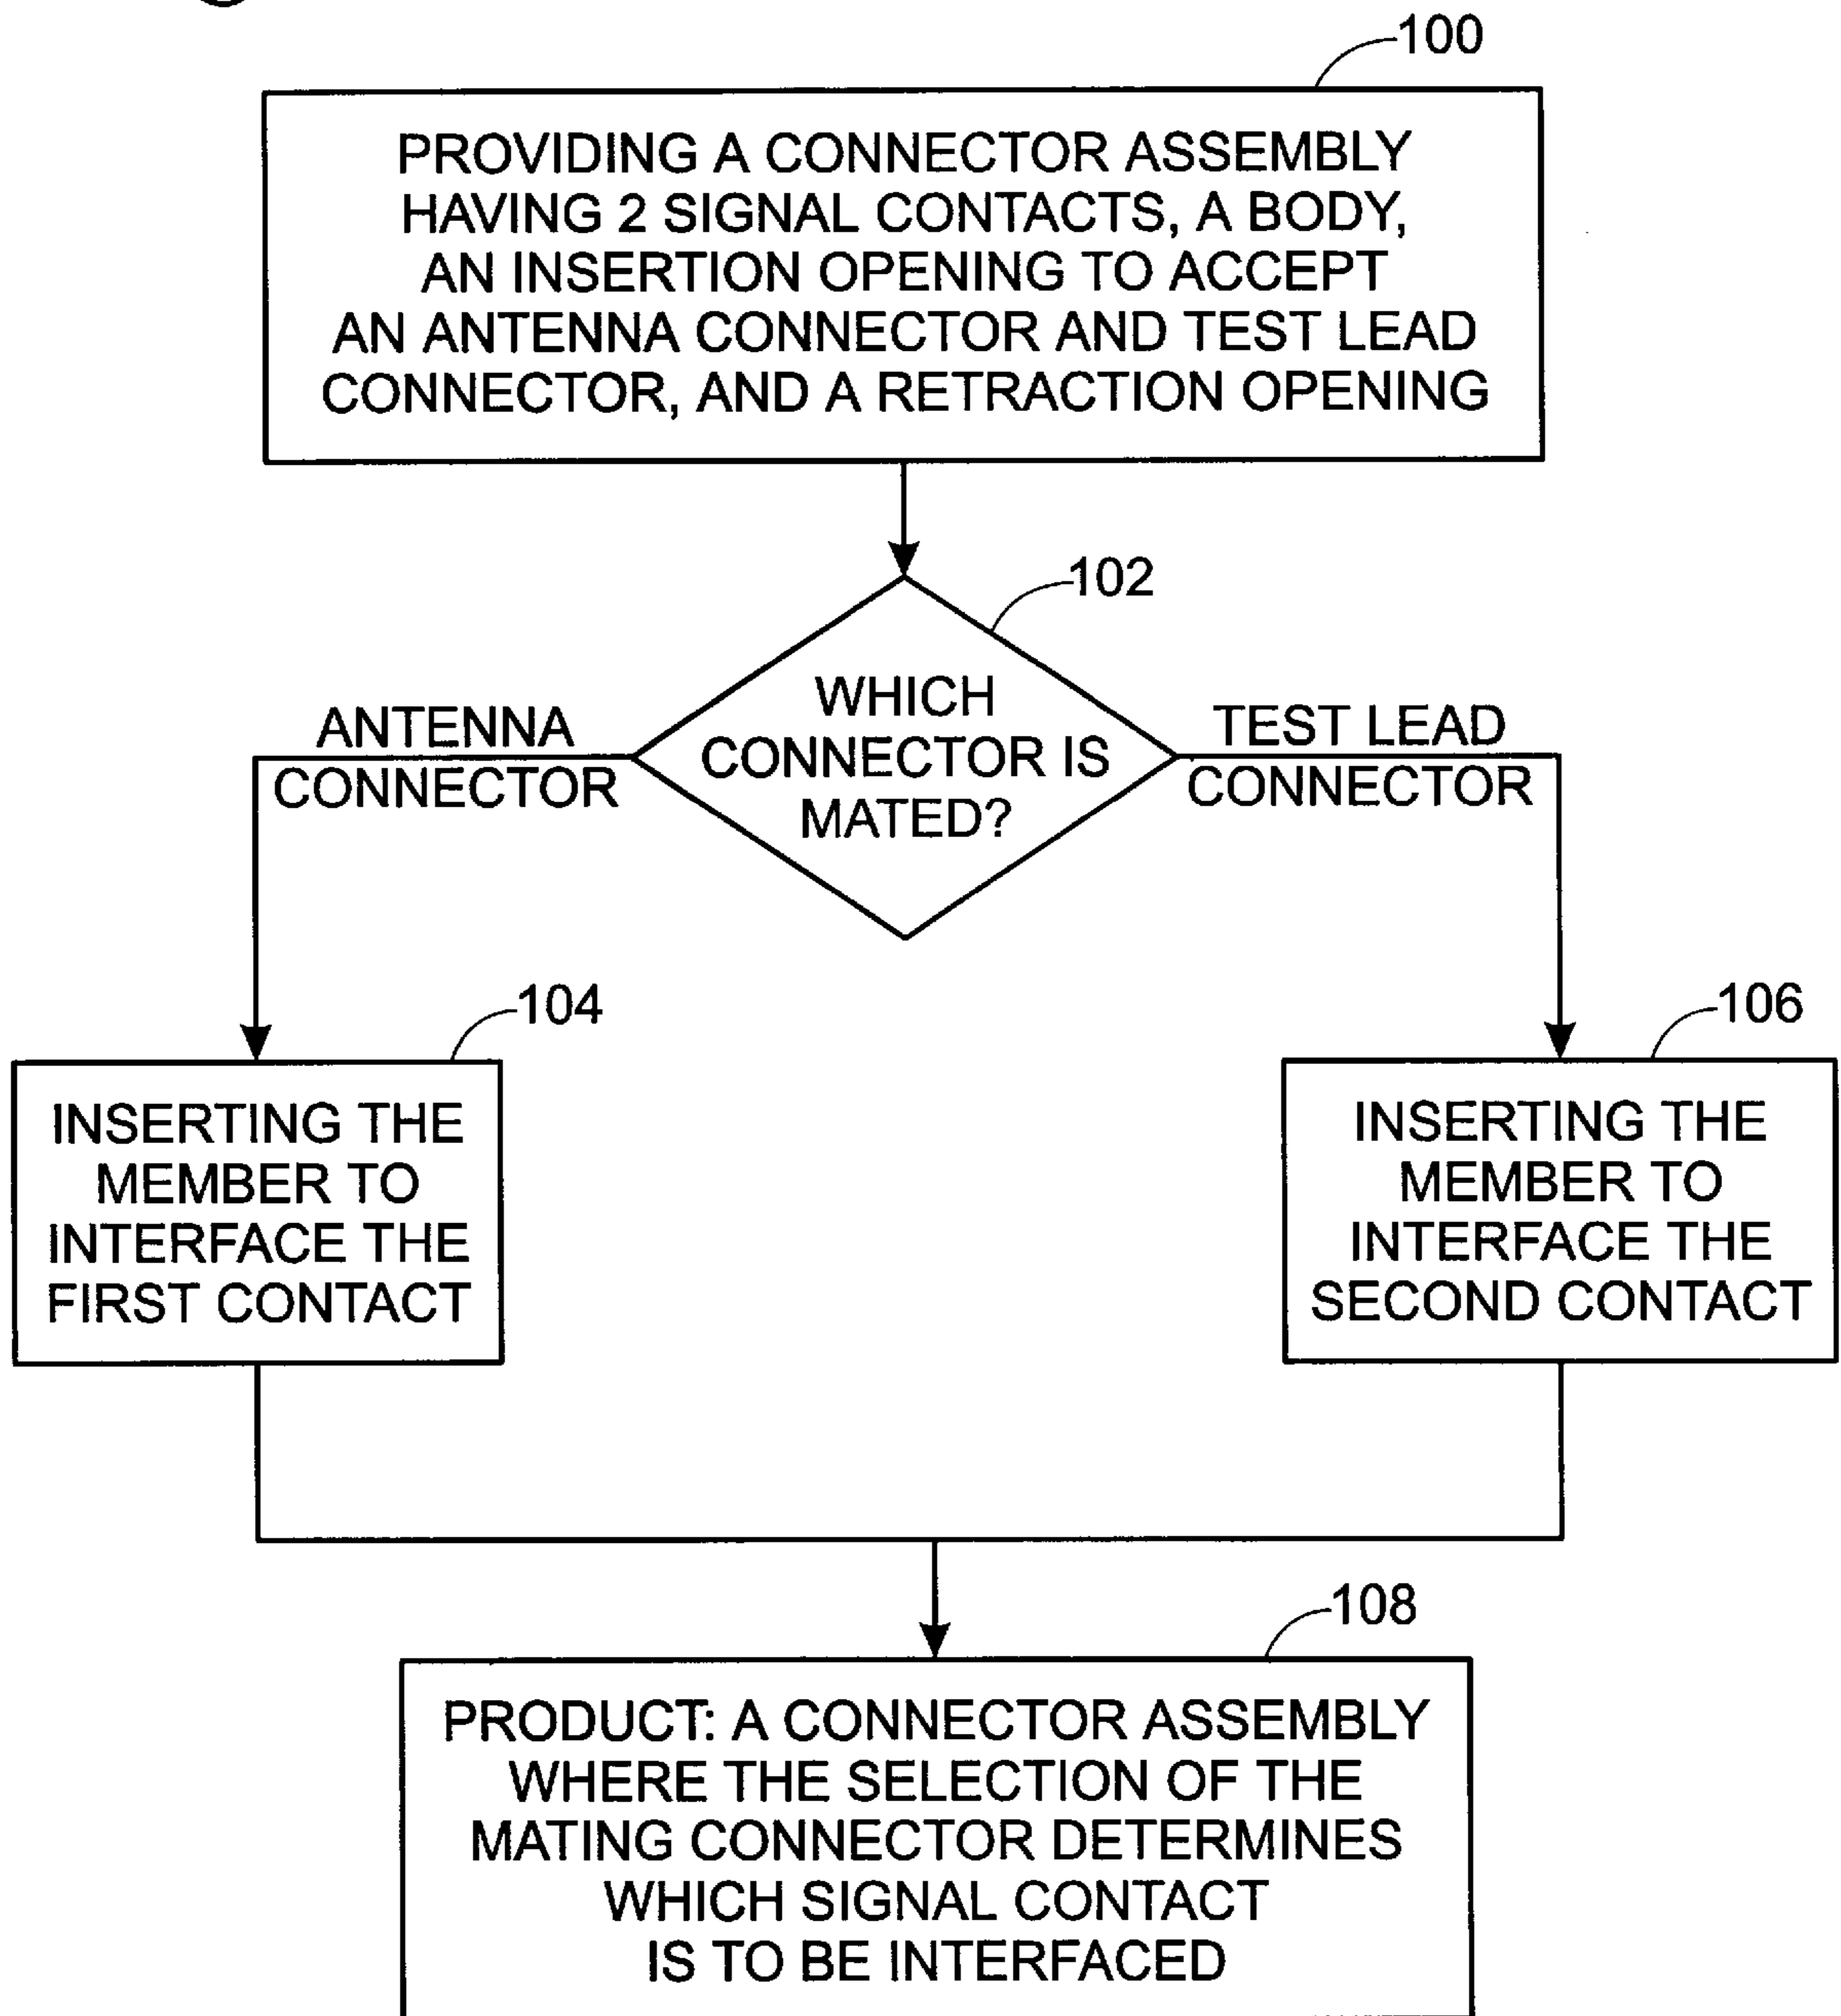 100
PROVIDING A CONNECTOR ASSEMBLY
HAVING 2 SIGNAL CONTACTS, A BODY,
AN INSERTION OPENING TO ACCEPT
AN ANTENNA CONNECTOR AND TEST LEAD
CONNECTOR, AND A RETRACTION OPENING
102
WHICH
CONNECTOR IS
MATED?
ANTENNA
CONNECTOR
TEST LEAD
CONNECTOR
104
INSERTING THE
MEMBER TO
INTERFACE THE
FIRST CONTACT
106
INSERTING THE
MEMBER TO
INTERFACE THE
SECOND CONTACT
108
PRODUCT: A CONNECTOR ASSEMBLY
WHERE THE SELECTION OF THE
MATING CONNECTOR DETERMINES
WHICH SIGNAL CONTACT
IS TO BE INTERFACED